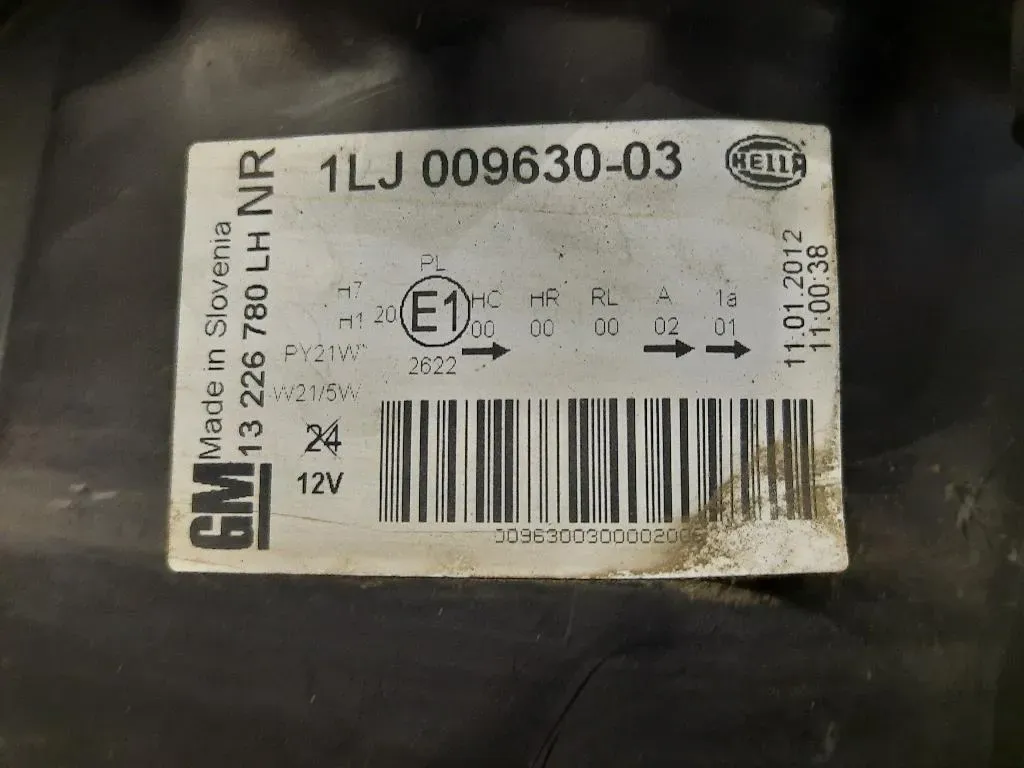 1LJ 009630-03
HELLA
GM
Made in Slovenia
13 226 780 LH NR
11.01.2012
11:00:38
PL
H7
H1
20
E1
HC HR RL A 1a
00 00 00 02 01
PY21W
2622
W21/5W
24
12V